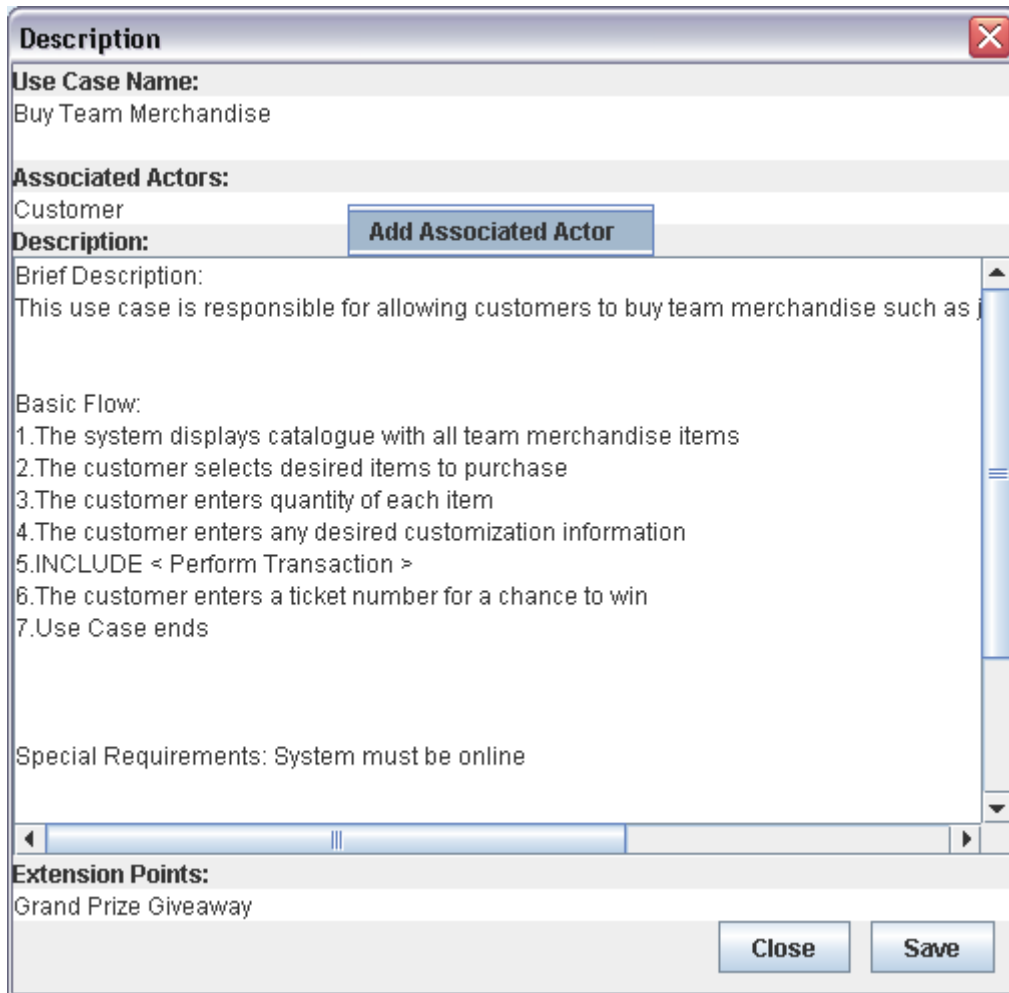 Description
Use Case Name:
Buy Team Merchandise
Associated Actors:
Customer
Add Associated Actor
Description:
Brief Description:
This use case is responsible for allowing customers to buy team merchandise such as j
Basic Flow:
1.The system displays catalogue with all team merchandise items
2.The customer selects desired items to purchase
3.The customer enters quantity of each item
4.The customer enters any desired customization information
5.INCLUDE < Perform Transaction >
6.The customer enters a ticket number for a chance to win
7.Use Case ends
Special Requirements: System must be online
Extension Points:
Grand Prize Giveaway
Close Save